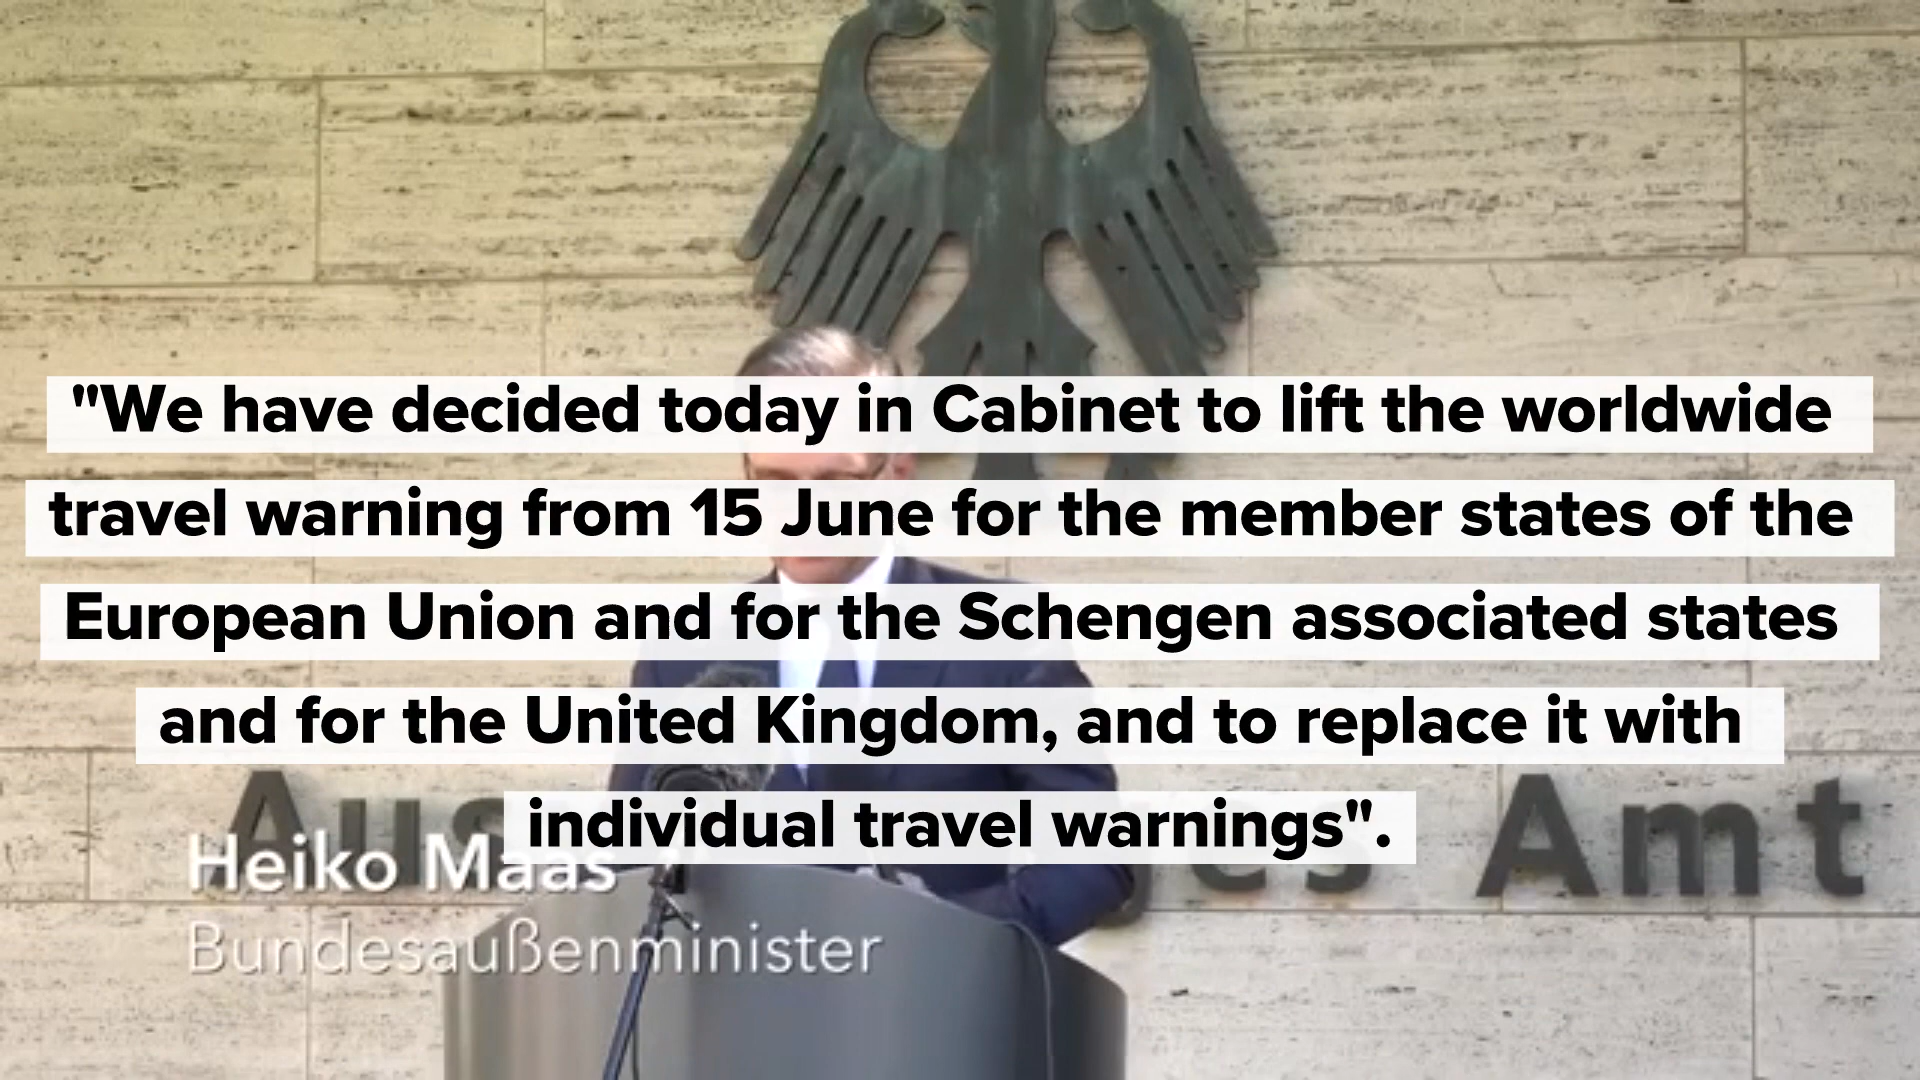 "We have decided today in Cabinet to lift the worldwide
travel warning from 15 June for the member states of the
European Union and for the Schengen associated states
and for the United Kingdom, and to replace it with
individual travel warnings".
Amt
Heiko Maas
Bundesaußenminister